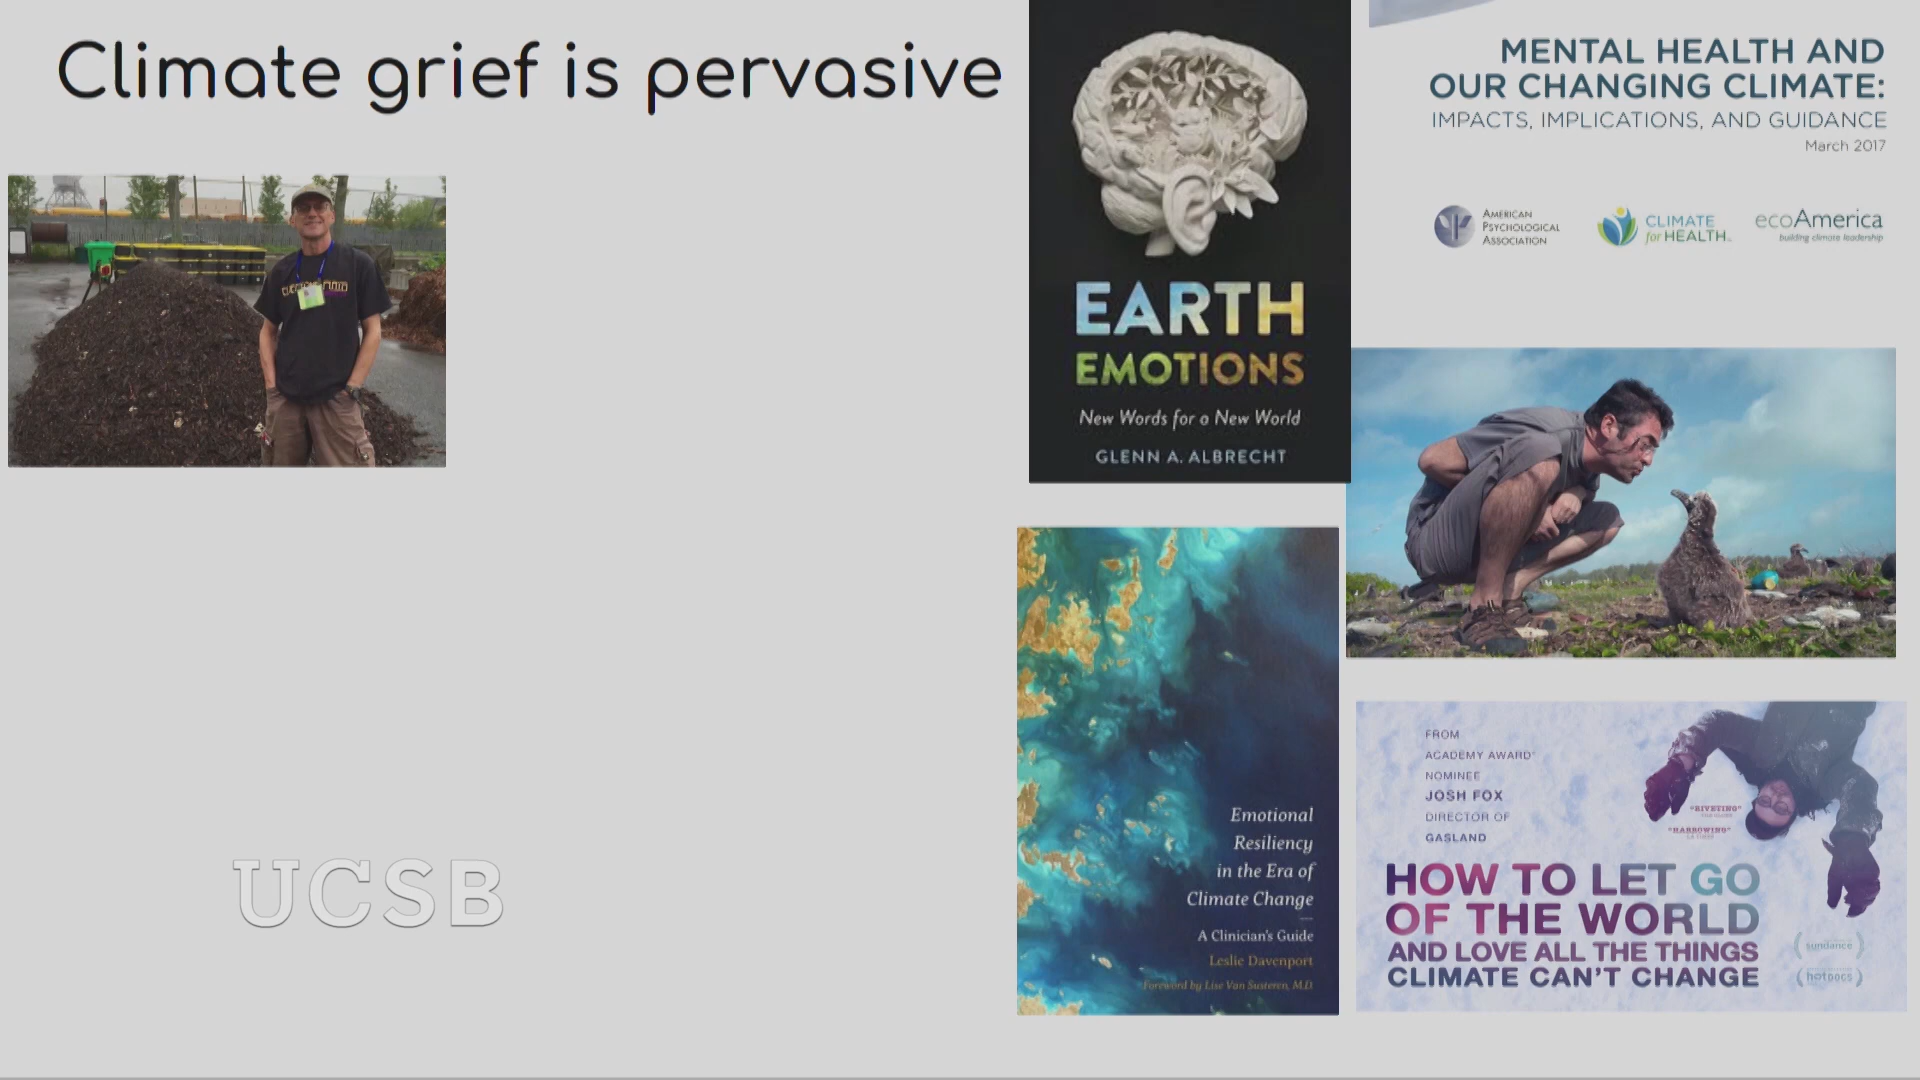 Climate grief is pervasive
EARTH
EMOTIONS
New Words for a New World
GLENN A. ALBRECHT
MENTAL HEALTH AND
OUR CHANGING CLIMATE:
IMPACTS, IMPLICATIONS, AND GUIDANCE
March 2017
AMERICAN
PSYCHOLOGICAL
ASSOCIATION
CLIMATE
for HEALTH
ecoAmerica
building climate leadership
Emotional
Resiliency
in the Era of
Climate Change
A Clinician's Guide
Leslie Davenport
Foreword by Lise Van Susteren, M.D.
FROM
ACADEMY AWARD®
NOMINEE
JOSH FOX
DIRECTOR OF
GASLAND
"RIVETING"
"HARROWING"
HOW TO LET GO
OF THE WORLD
AND LOVE ALL THE THINGS
CLIMATE CAN'T CHANGE
sundance
hotDOCS
UCSB